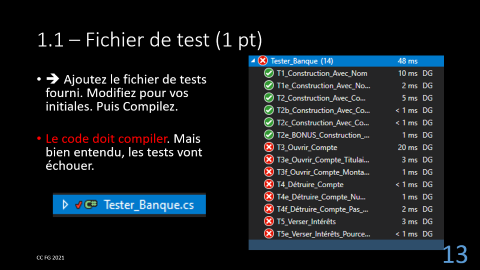 1.1 – Fichier de test (1 pt)
• ➔ Ajoutez le fichier de tests
fourni. Modifiez pour vos
initiales. Puis Compilez.
• Le code doit compiler. Mais
bien entendu, les tests vont
échouer.
Tester_Banque.cs
Tester_Banque (14) 48 ms
T1_Construction_Avec_Nom 10 ms DG
T1e_Construction_Avec_No... 2 ms DG
T2_Construction_Avec_Co... 5 ms DG
T2b_Construction_Avec_Co... < 1 ms DG
T2c_Construction_Avec_Co... < 1 ms DG
T2e_BONUS_Construction_... 1 ms DG
T3_Ouvrir_Compte 20 ms DG
T3e_Ouvrir_Compte_Titulai... 3 ms DG
T3f_Ouvrir_Compte_Monta... 1 ms DG
T4_Détruire_Compte < 1 ms DG
T4e_Détruire_Compte_Nu... 1 ms DG
T4f_Détruire_Compte_Pas_... 2 ms DG
T5_Verser_Intérêts 3 ms DG
T5e_Verser_Intérêts_Pource... < 1 ms DG
CC FG 2021
13